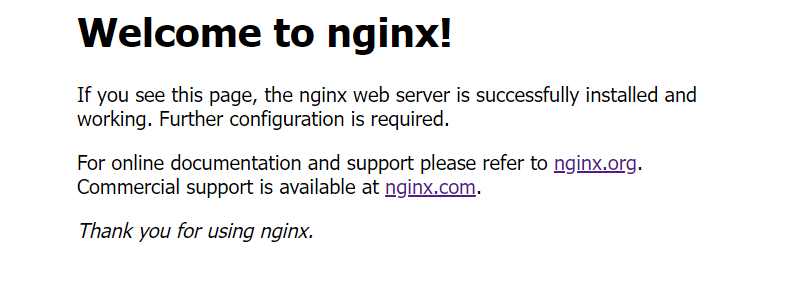 Welcome to nginx!
If you see this page, the nginx web server is successfully installed and
working. Further configuration is required.
For online documentation and support please refer to nginx.org.
Commercial support is available at nginx.com.
Thank you for using nginx.